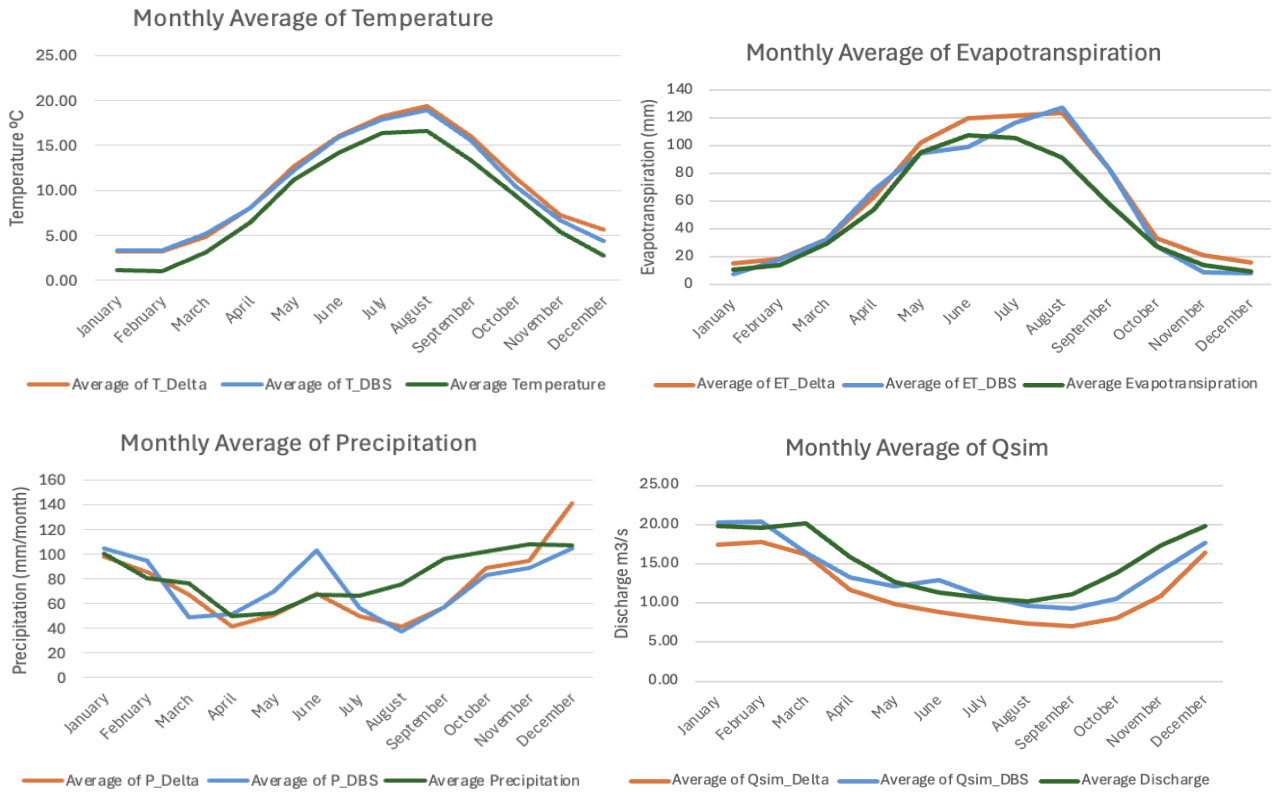 Monthly Average of Temperature
Temperature ºC
25.00
20.00
15.00
10.00
5.00
0.00
January
February
March
April
May
June
July
August
September
October
November
December
Average of T_Delta
Average of T_DBS
Average Temperature
Monthly Average of Evapotranspiration
Evapotranspiration (mm)
140
120
100
80
60
40
20
0
January
February
March
April
May
June
July
August
September
October
November
December
Average of ET_Delta
Average of ET_DBS
Average Evapotransipration
Monthly Average of Precipitation
Precipitation (mm/month)
160
140
120
100
80
60
40
20
0
January
February
March
April
May
June
July
August
September
October
November
December
Average of P_Delta
Average of P_DBS
Average Precipitation
Monthly Average of Qsim
Discharge m3/s
25.00
20.00
15.00
10.00
5.00
0.00
January
February
March
April
May
June
July
August
September
October
November
December
Average of Qsim_Delta
Average of Qsim_DBS
Average Discharge